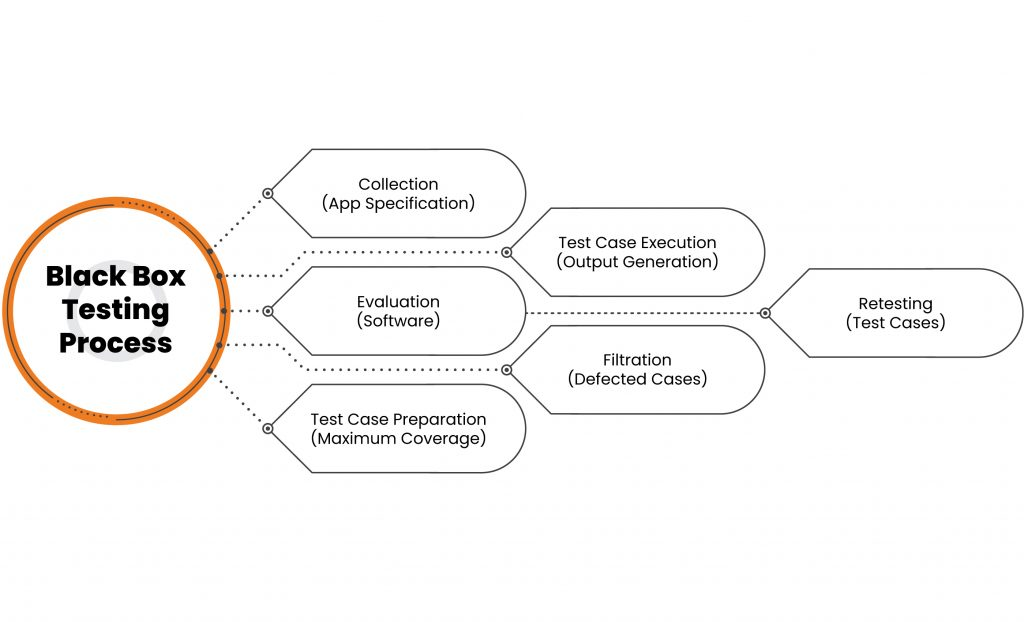 Black Box
Testing
Process
Collection
(App Specification)
Test Case Execution
(Output Generation)
Evaluation
(Software)
Retesting
(Test Cases)
Filtration
(Defected Cases)
Test Case Preparation
(Maximum Coverage)